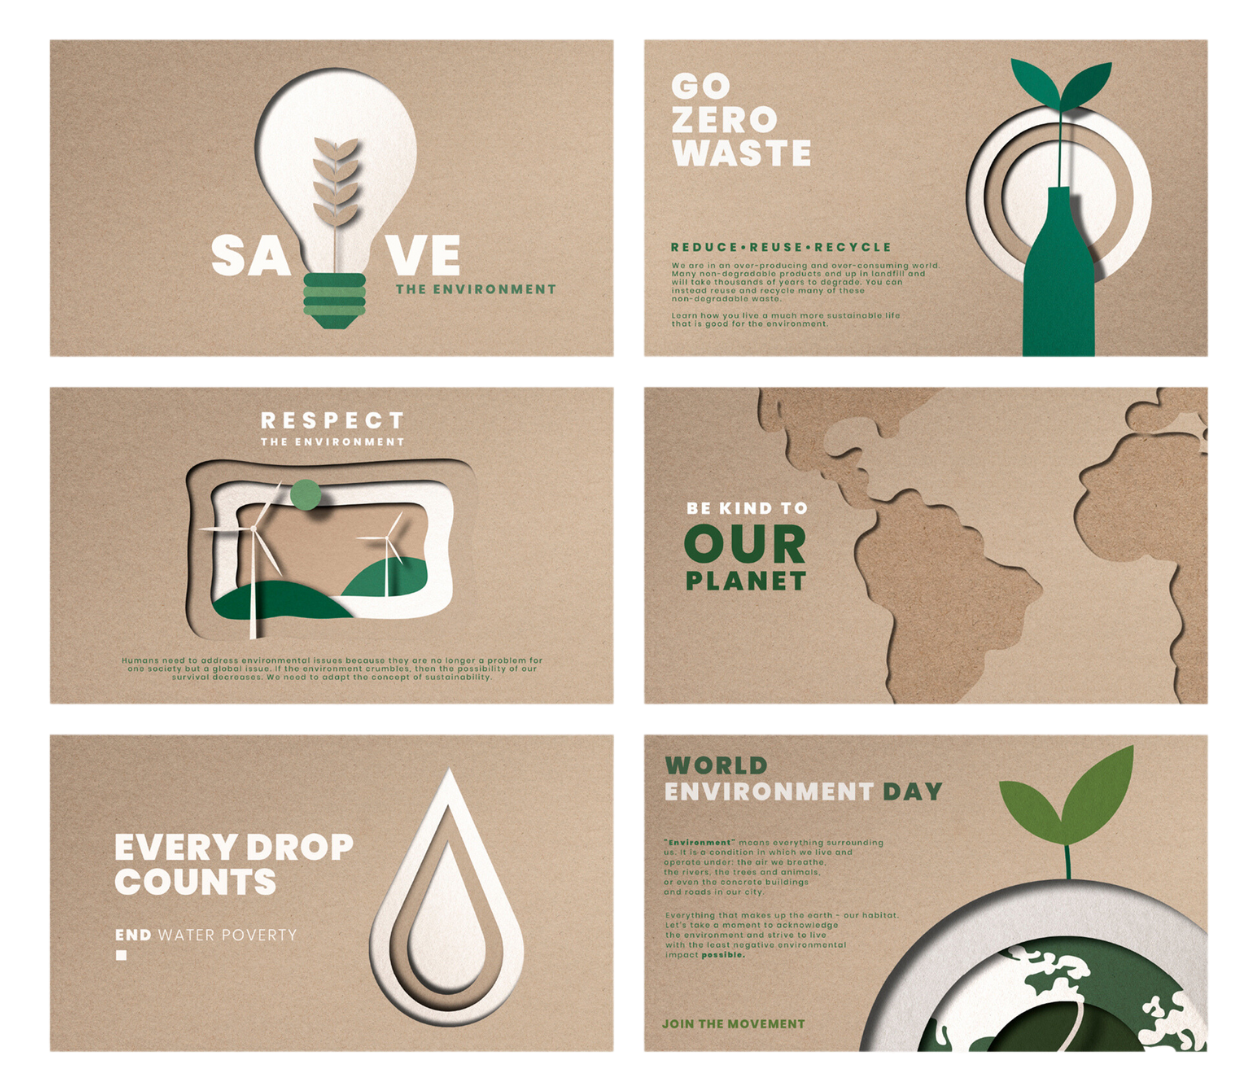 SAVE
THE ENVIRONMENT
GO
ZERO
WASTE
REDUCE•REUSE•RECYCLE
We are in an over-producing and over-consuming world.
Many non-degradable products end up in landfill and
will take thousands of years to degrade. You can
instead reuse and recycle many of these
non-degradable waste.
Learn how you live a much more sustainable life
that is good for the environment.
RESPECT
THE ENVIRONMENT
Humans need to address environmental issues because they are no longer a problem for
one society but a global issue. If the environment crumbles, then the possibility of our
survival decreases. We need to adapt the concept of sustainability.
BE KIND TO
OUR
PLANET
EVERY DROP
COUNTS
END WATER POVERTY
WORLD
ENVIRONMENT DAY
"Environment" means everything surrounding
us. It is a condition in which we live and
operate under: the air we breathe,
the rivers, the trees and animals,
or even the concrete buildings
and roads in our city.
Everything that makes up the earth - our habitat.
Let's take a moment to acknowledge
the environment and strive to live
with the least negative environmental
impact possible.
JOIN THE MOVEMENT